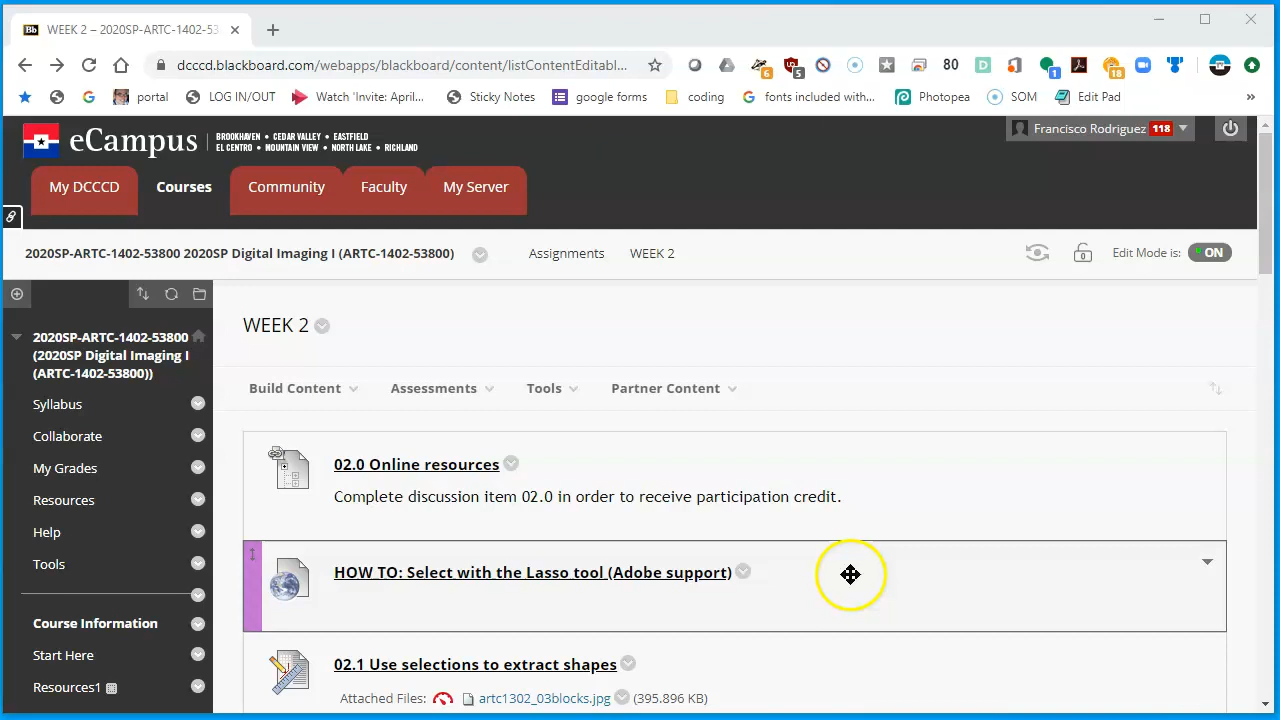 Bb WEEK 2 – 2020SP-ARTC-1402-53
dcccd.blackboard.com/webapps/blackboard/content/listContentEditabl...
6
5
80
D
1
18
portal
G
LOG IN/OUT
Watch 'Invite: April...
Sticky Notes
google forms
coding
G fonts included with...
Photopea
SOM
Edit Pad
»
eCampus
BROOKHAVEN • CEDAR VALLEY • EASTFIELD
EL CENTRO • MOUNTAIN VIEW • NORTH LAKE • RICHLAND
Francisco Rodriguez 118
My DCCCD
Courses
Community
Faculty
My Server
2020SP-ARTC-1402-53800 2020SP Digital Imaging I (ARTC-1402-53800)
Assignments
WEEK 2
0
Edit Mode is: ON
2020SP-ARTC-1402-53800
(2020SP Digital Imaging I
(ARTC-1402-53800))
Syllabus
Collaborate
My Grades
Resources
Help
Tools
Course Information
Start Here
Resources1
WEEK 2
Build Content
Assessments
Tools
Partner Content
02.0 Online resources
Complete discussion item 02.0 in order to receive participation credit.
HOW TO: Select with the Lasso tool (Adobe support)
02.1 Use selections to extract shapes
Attached Files: artc1302_03blocks.jpg (395.896 KB)